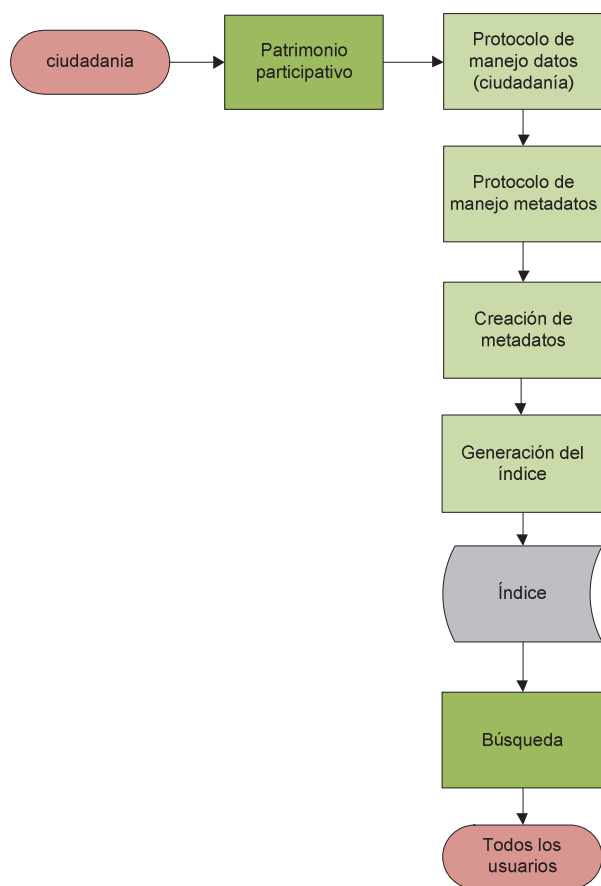 ciudadania
Patrimonio
participativo
Protocolo de
manejo datos
(ciudadanía)
Protocolo de
manejo metadatos
Creación de
metadatos
Generación del
índice
Índice
Búsqueda
Todos los
usuarios